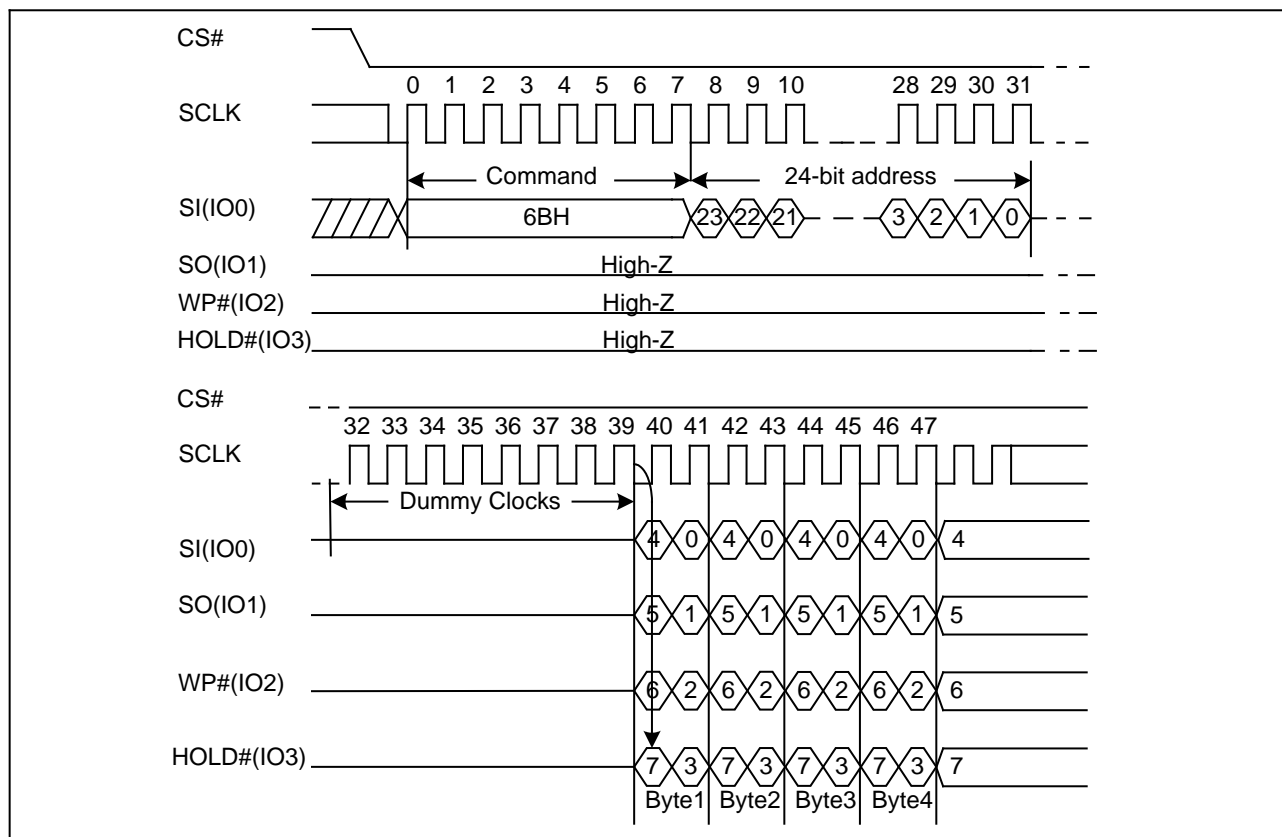 CS#
0 1 2 3 4 5 6 7 8 9 10 28 29 30 31
SCLK
Command 24-bit address
SI(IO0) 6BH 23 22 21 3 2 1 0
SO(IO1) High-Z
WP#(IO2) High-Z
HOLD#(IO3) High-Z
CS#
32 33 34 35 36 37 38 39 40 41 42 43 44 45 46 47
SCLK
Dummy Clocks
SI(IO0) 4 0 4 0 4 0 4 0 4
SO(IO1) 5 1 5 1 5 1 5 1 5
WP#(IO2) 6 2 6 2 6 2 6 2 6
HOLD#(IO3) 7 3 7 3 7 3 7 3 7
Byte1 Byte2 Byte3 Byte4